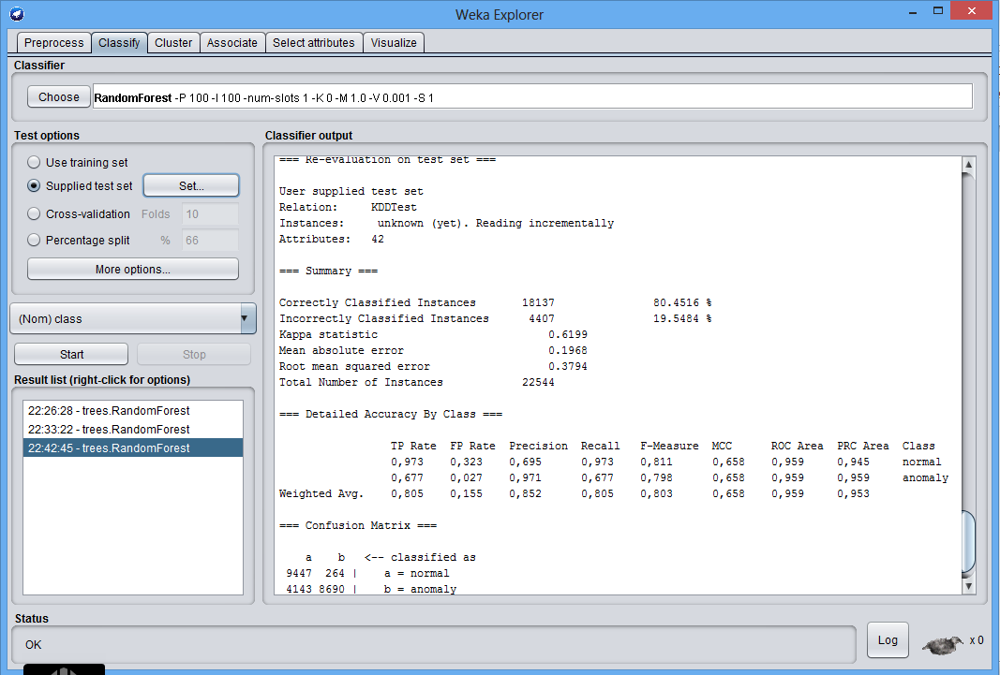 Weka Explorer
Preprocess Classify Cluster Associate Select attributes Visualize
Classifier
Choose RandomForest -P 100 -I 100 -num-slots 1 -K 0 -M 1.0 -V 0.001 -S 1
Test options
Use training set
Supplied test set Set...
Cross-validation Folds 10
Percentage split % 66
More options...
(Nom) class
Start Stop
Result list (right-click for options)
22:26:28 - trees.RandomForest
22:33:22 - trees.RandomForest
22:42:45 - trees.RandomForest
Classifier output
=== Re-evaluation on test set ===
User supplied test set
Relation: KDDTest
Instances: unknown (yet). Reading incrementally
Attributes: 42
=== Summary ===
Correctly Classified Instances 18137 80.4516 %
Incorrectly Classified Instances 4407 19.5484 %
Kappa statistic 0.6199
Mean absolute error 0.1968
Root mean squared error 0.3794
Total Number of Instances 22544
=== Detailed Accuracy By Class ===
TP Rate FP Rate Precision Recall F-Measure MCC ROC Area PRC Area Class
0,973 0,323 0,695 0,973 0,811 0,658 0,959 0,945 normal
0,677 0,027 0,971 0,677 0,798 0,658 0,959 0,959 anomaly
Weighted Avg. 0,805 0,155 0,852 0,805 0,803 0,658 0,959 0,953
=== Confusion Matrix ===
a b <-- classified as
9447 264 | a = normal
4143 8690 | b = anomaly
Status
OK
Log x 0